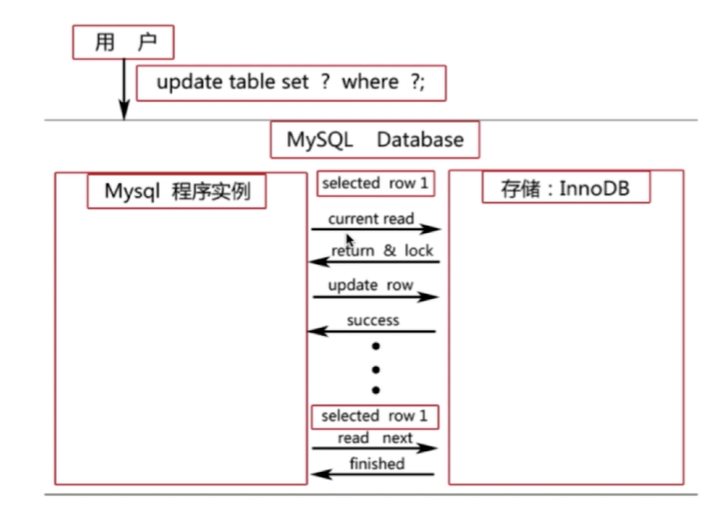 用 户
update table set ? where ?;
MySQL Database
Mysql 程序实例
selected row 1
存储：InnoDB
current read
return & lock
update row
success
selected row 1
read next
finished